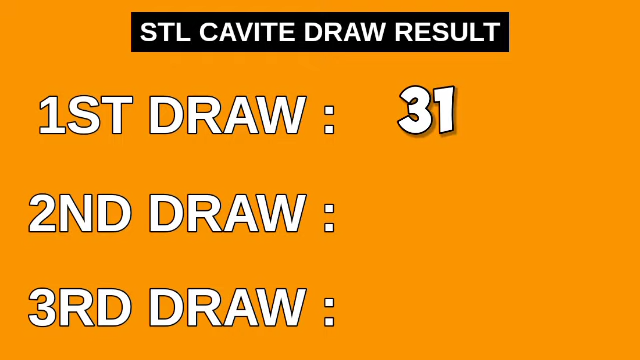 STL CAVITE DRAW RESULT
1ST DRAW : 31
2ND DRAW :
3RD DRAW :